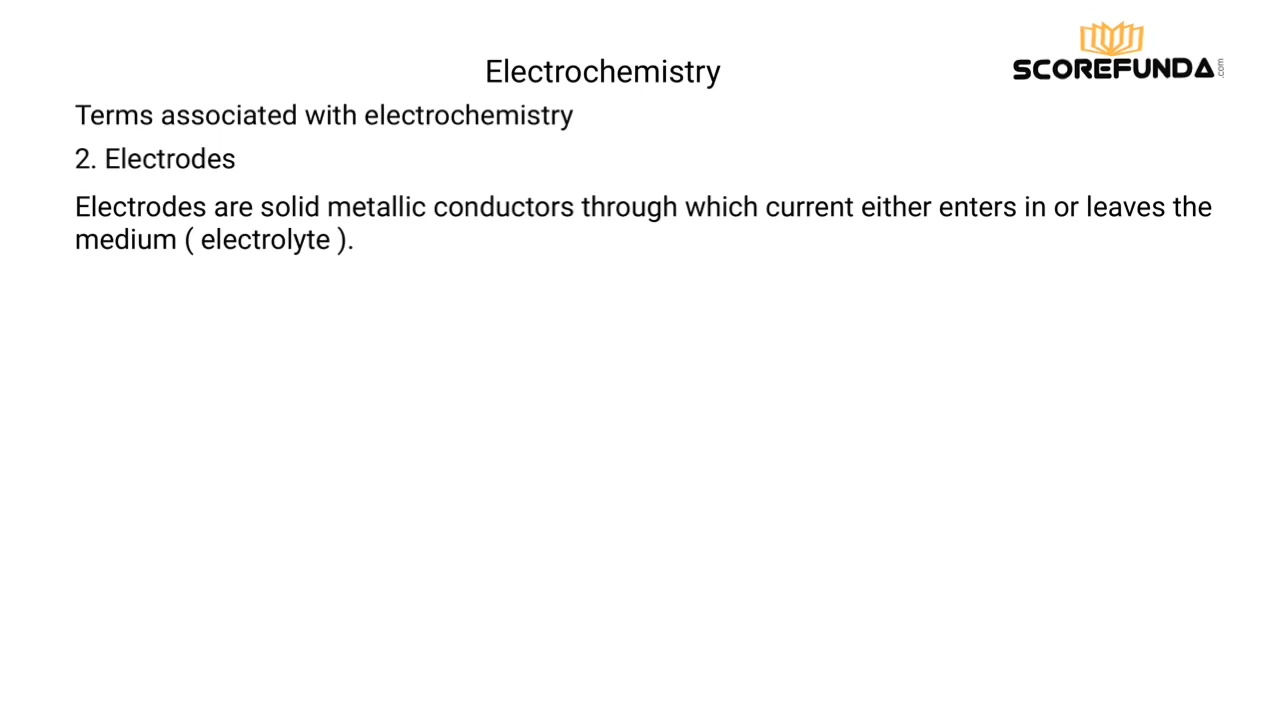 Electrochemistry
SCOREFUNDA.com
Terms associated with electrochemistry
2. Electrodes
Electrodes are solid metallic conductors through which current either enters in or leaves the
medium ( electrolyte ).